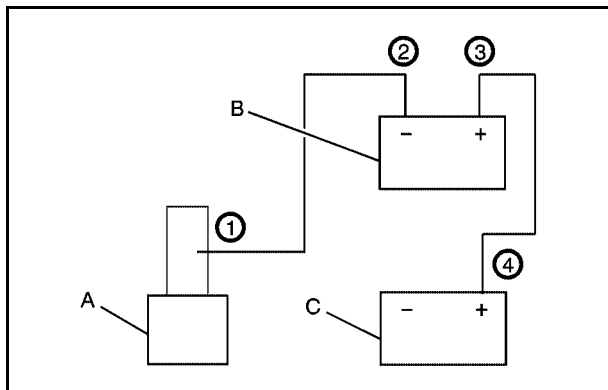 ② ③
B
− +
①
④
A
C
− +